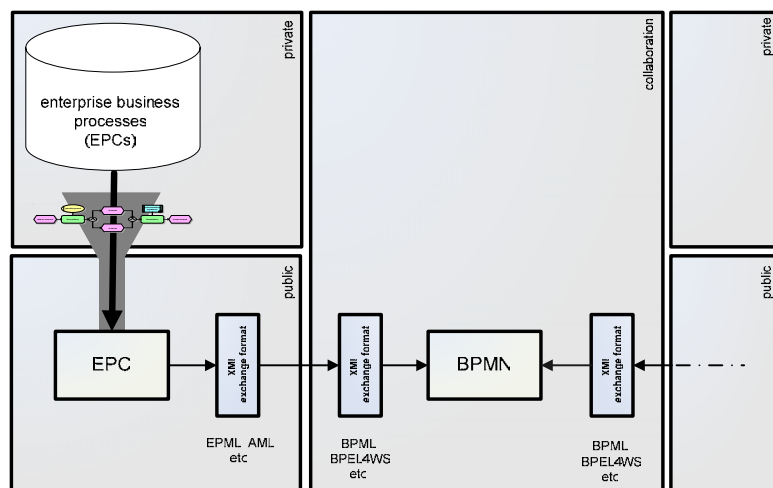 private
enterprise business
processes
(EPCs)
collaboration
private
public
EPC
XMI
exchange format
EPML AML
etc
XMI
exchange format
BPML
BPEL4WS
etc
BPMN
XMI
exchange format
BPML
BPEL4WS
etc
public